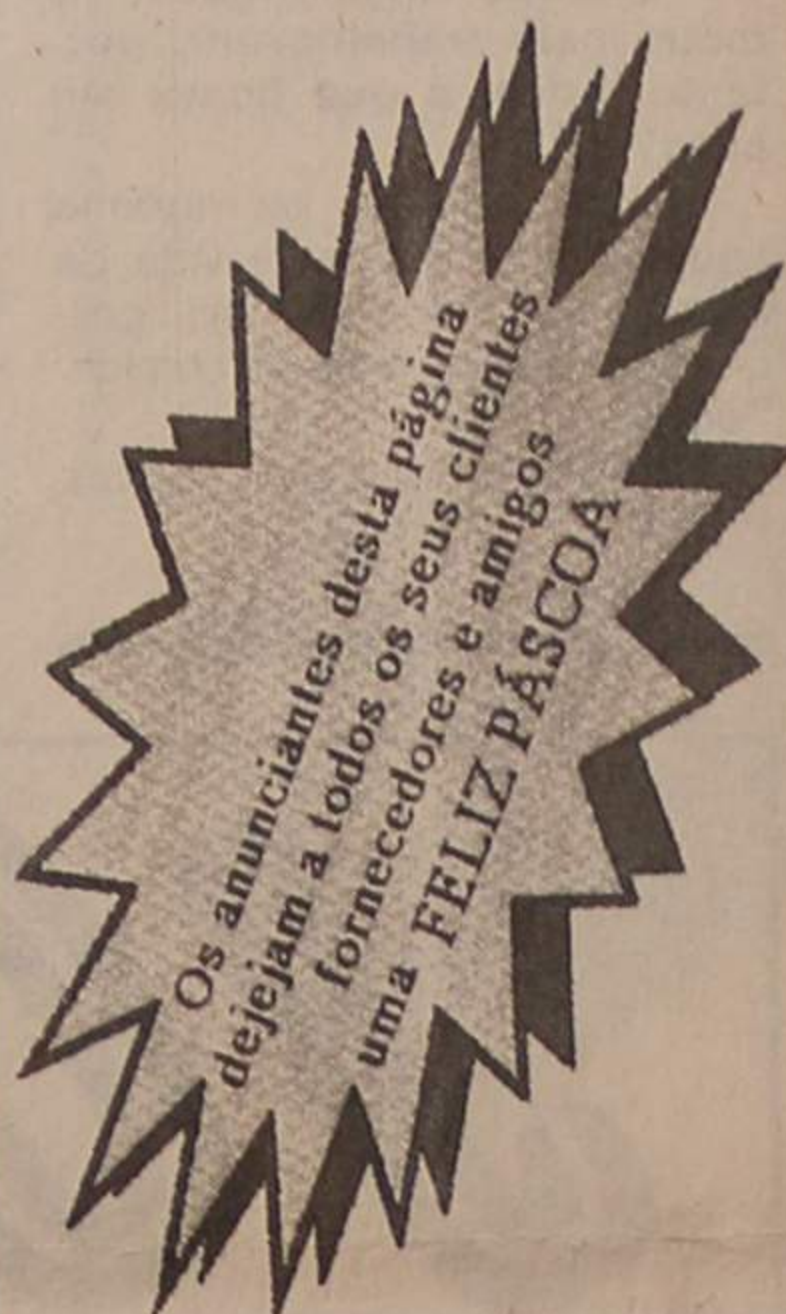 Os anunciantes desta página
dejejam a todos os seus clientes
fornecedores e amigos
uma FELIZ PÁSCOA